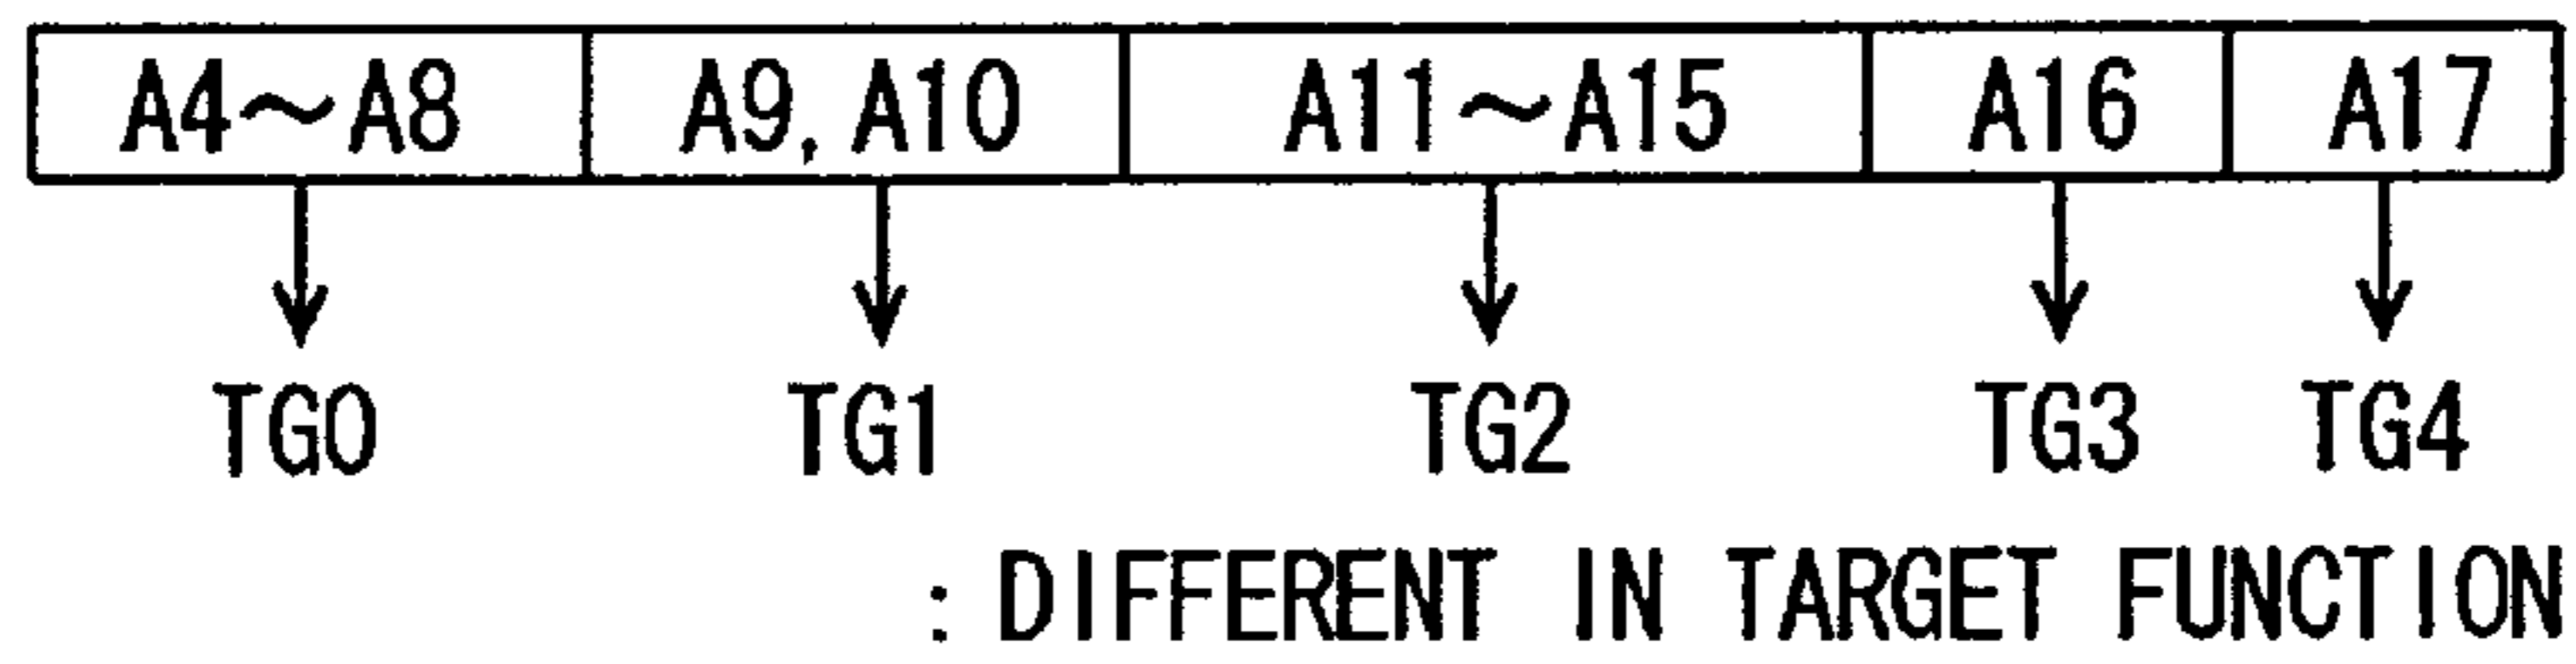 A4~A8 A9, A10 A11~A15 A16 A17
TG0 TG1 TG2 TG3 TG4
: DIFFERENT IN TARGET FUNCTION